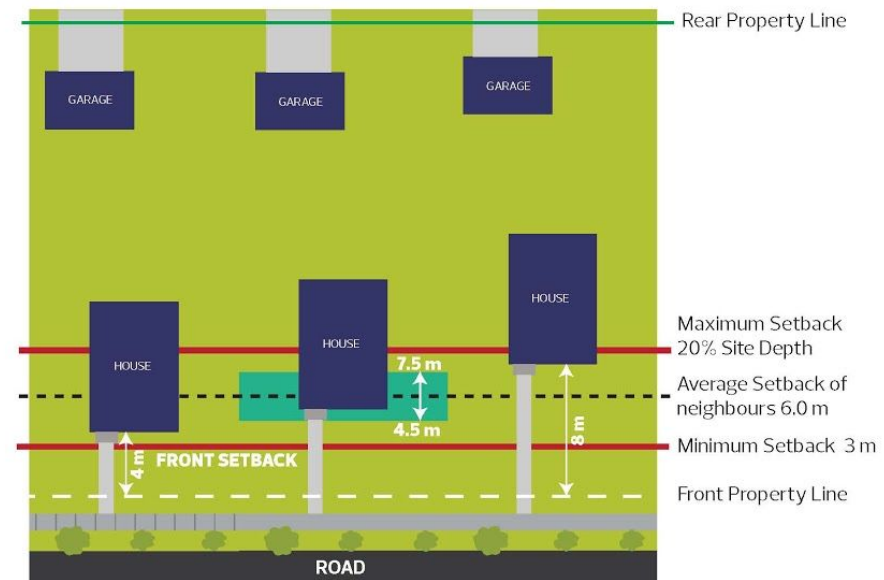 Rear Property Line
GARAGE
GARAGE
GARAGE
HOUSE
HOUSE
HOUSE
Maximum Setback
20% Site Depth
7.5 m
Average Setback of
neighbours 6.0 m
4.5 m
8 m
Minimum Setback 3 m
4 m
FRONT SETBACK
Front Property Line
ROAD